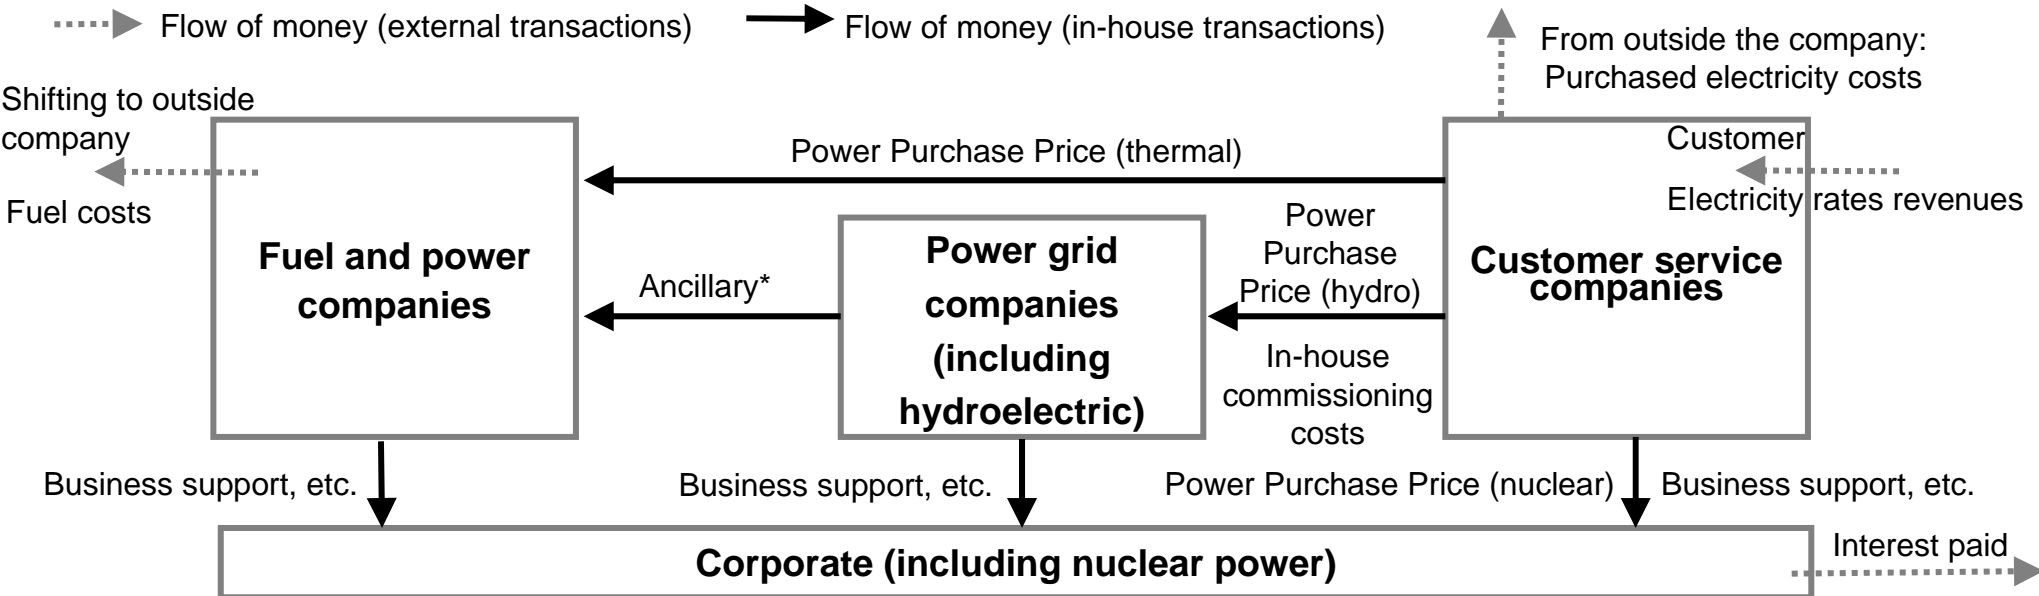 Flow of money (external transactions)
Flow of money (in-house transactions)
From outside the company:
Purchased electricity costs
Shifting to outside
company
Fuel costs
Customer
Electricity rates revenues
Power Purchase Price (thermal)
Fuel and power
companies
Ancillary*
Power grid
companies
(including
hydroelectric)
Power
Purchase
Price (hydro)
In-house
commissioning
costs
Customer service
companies
Business support, etc.
Business support, etc.
Power Purchase Price (nuclear)
Business support, etc.
Corporate (including nuclear power)
Interest paid